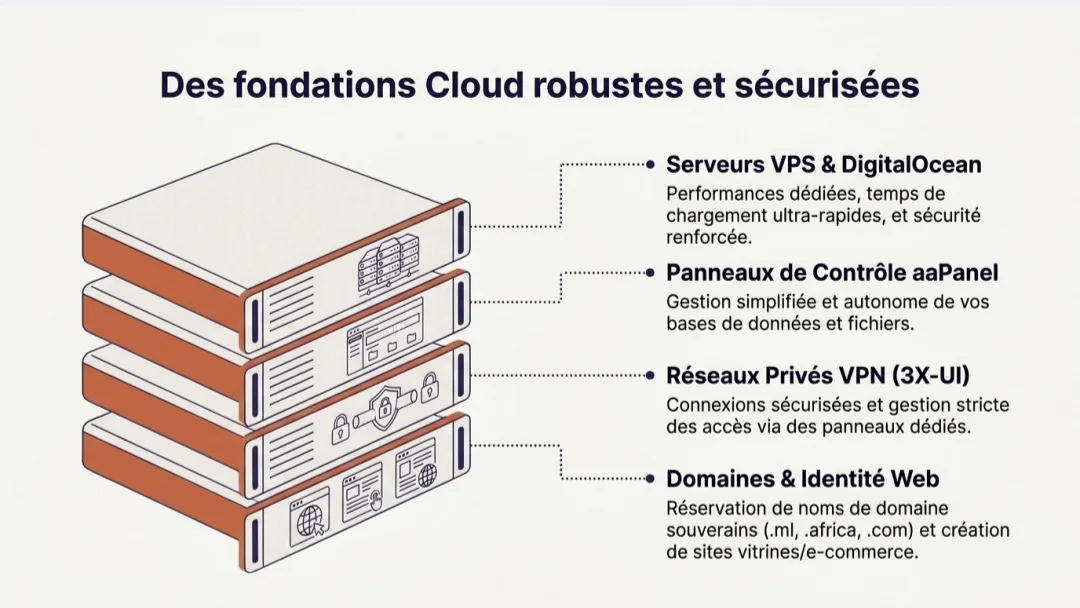 Des fondations Cloud robustes et sécurisées
Serveurs VPS & DigitalOcean
Performances dédiées, temps de
chargement ultra-rapides, et sécurité
renforcée.
Panneaux de Contrôle aaPanel
Gestion simplifiée et autonome de vos
bases de données et fichiers.
Réseaux Privés VPN (3X-UI)
Connexions sécurisées et gestion stricte
des accès via des panneaux dédiés.
Domaines & Identité Web
Réservation de noms de domaine
souverains (.ml, .africa, .com) et création
de sites vitrines/e-commerce.